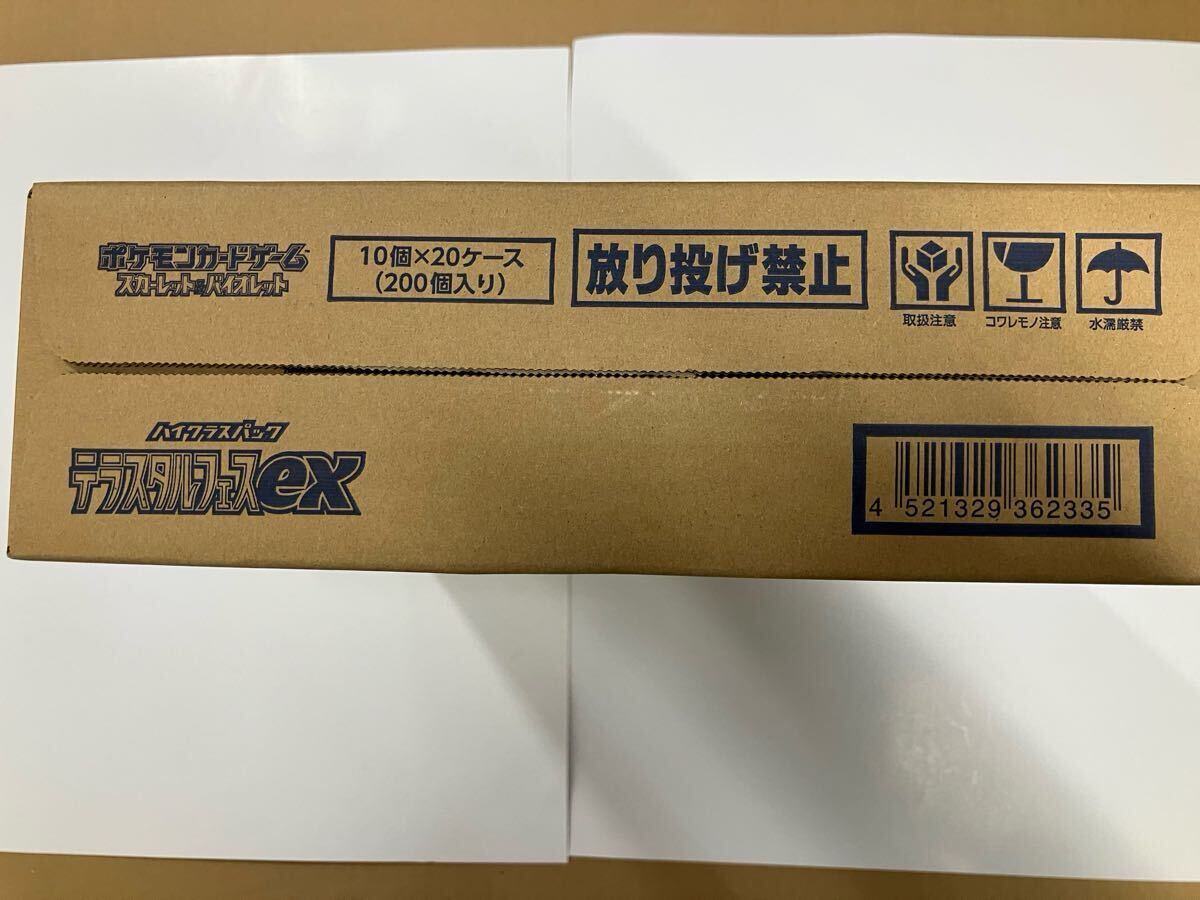 ポケモンカードゲーム
スカーレット&バイオレット
10個×20ケース
(200個入り)
放り投げ禁止
取扱注意
コワレモノ注意
水濡厳禁
ハイクラスパック
テラスタルフェスex
4 521329 362335